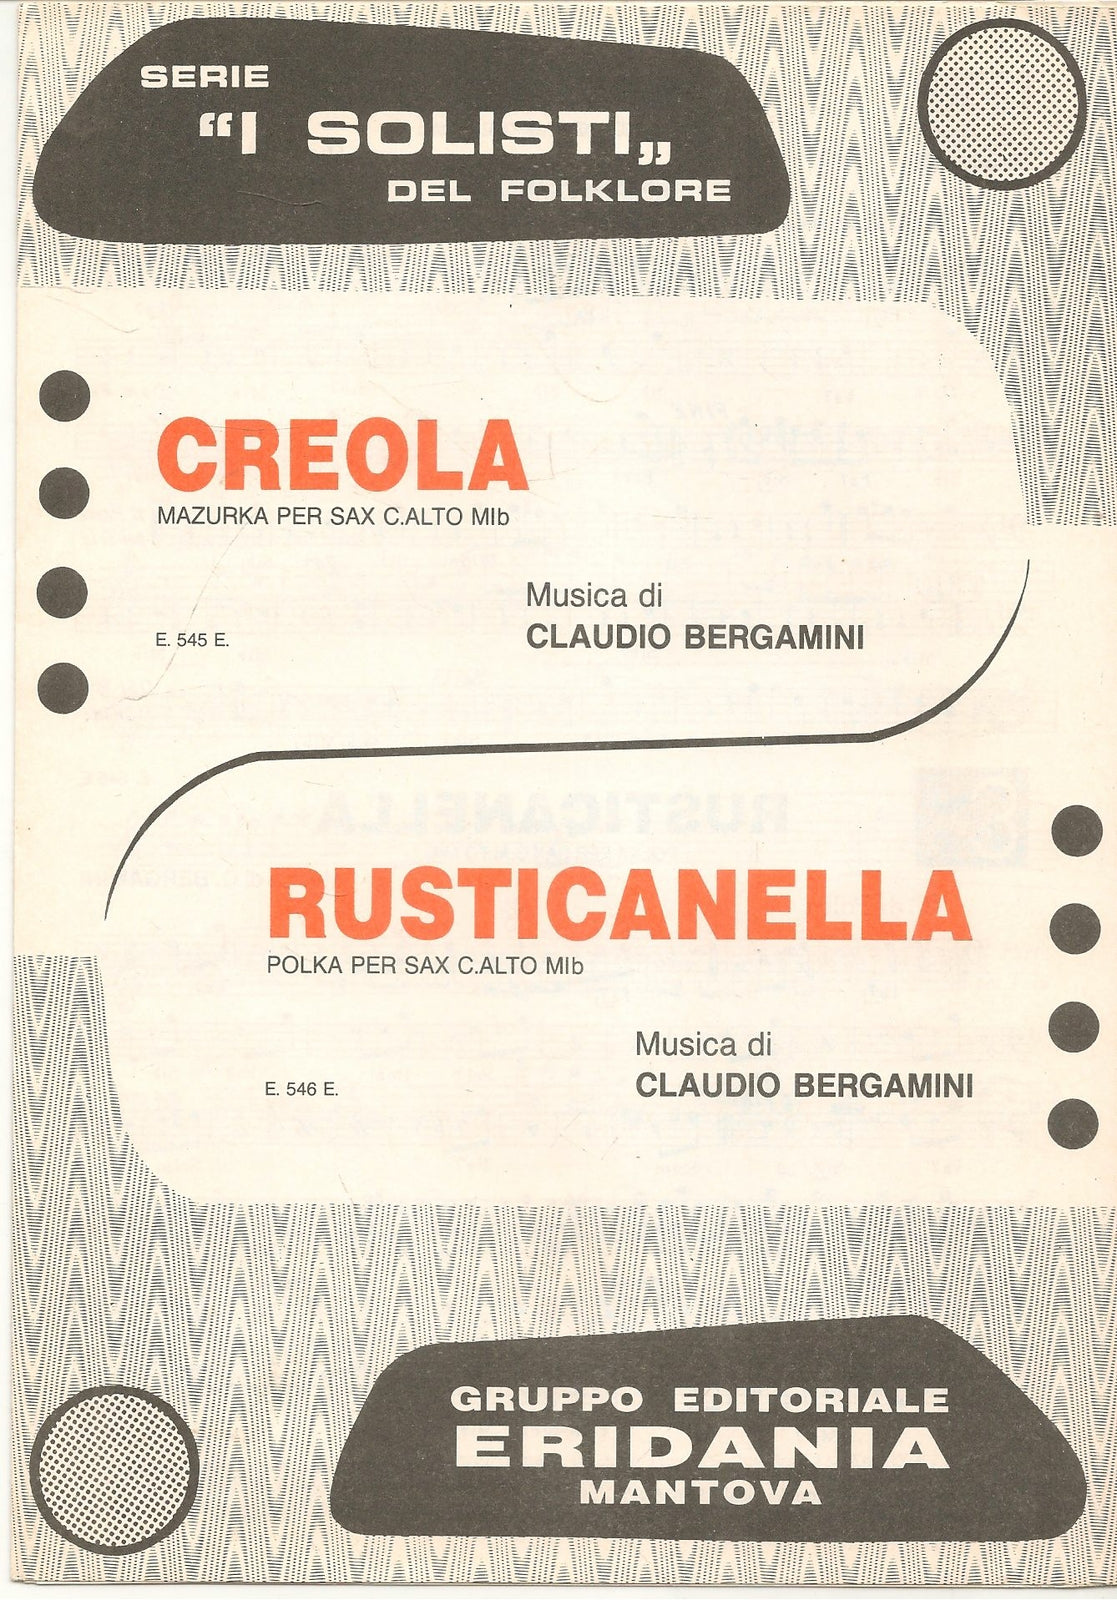 SERIE
“I SOLISTI„
DEL FOLKLORE
CREOLA
MAZURKA PER SAX C.ALTO MIb
Musica di
CLAUDIO BERGAMINI
E. 545 E.
RUSTICANELLA
RUSTICANELLA
POLKA PER SAX C.ALTO MIb
Musica di
CLAUDIO BERGAMINI
E. 546 E.
GRUPPO EDITORIALE
ERIDANIA
MANTOVA